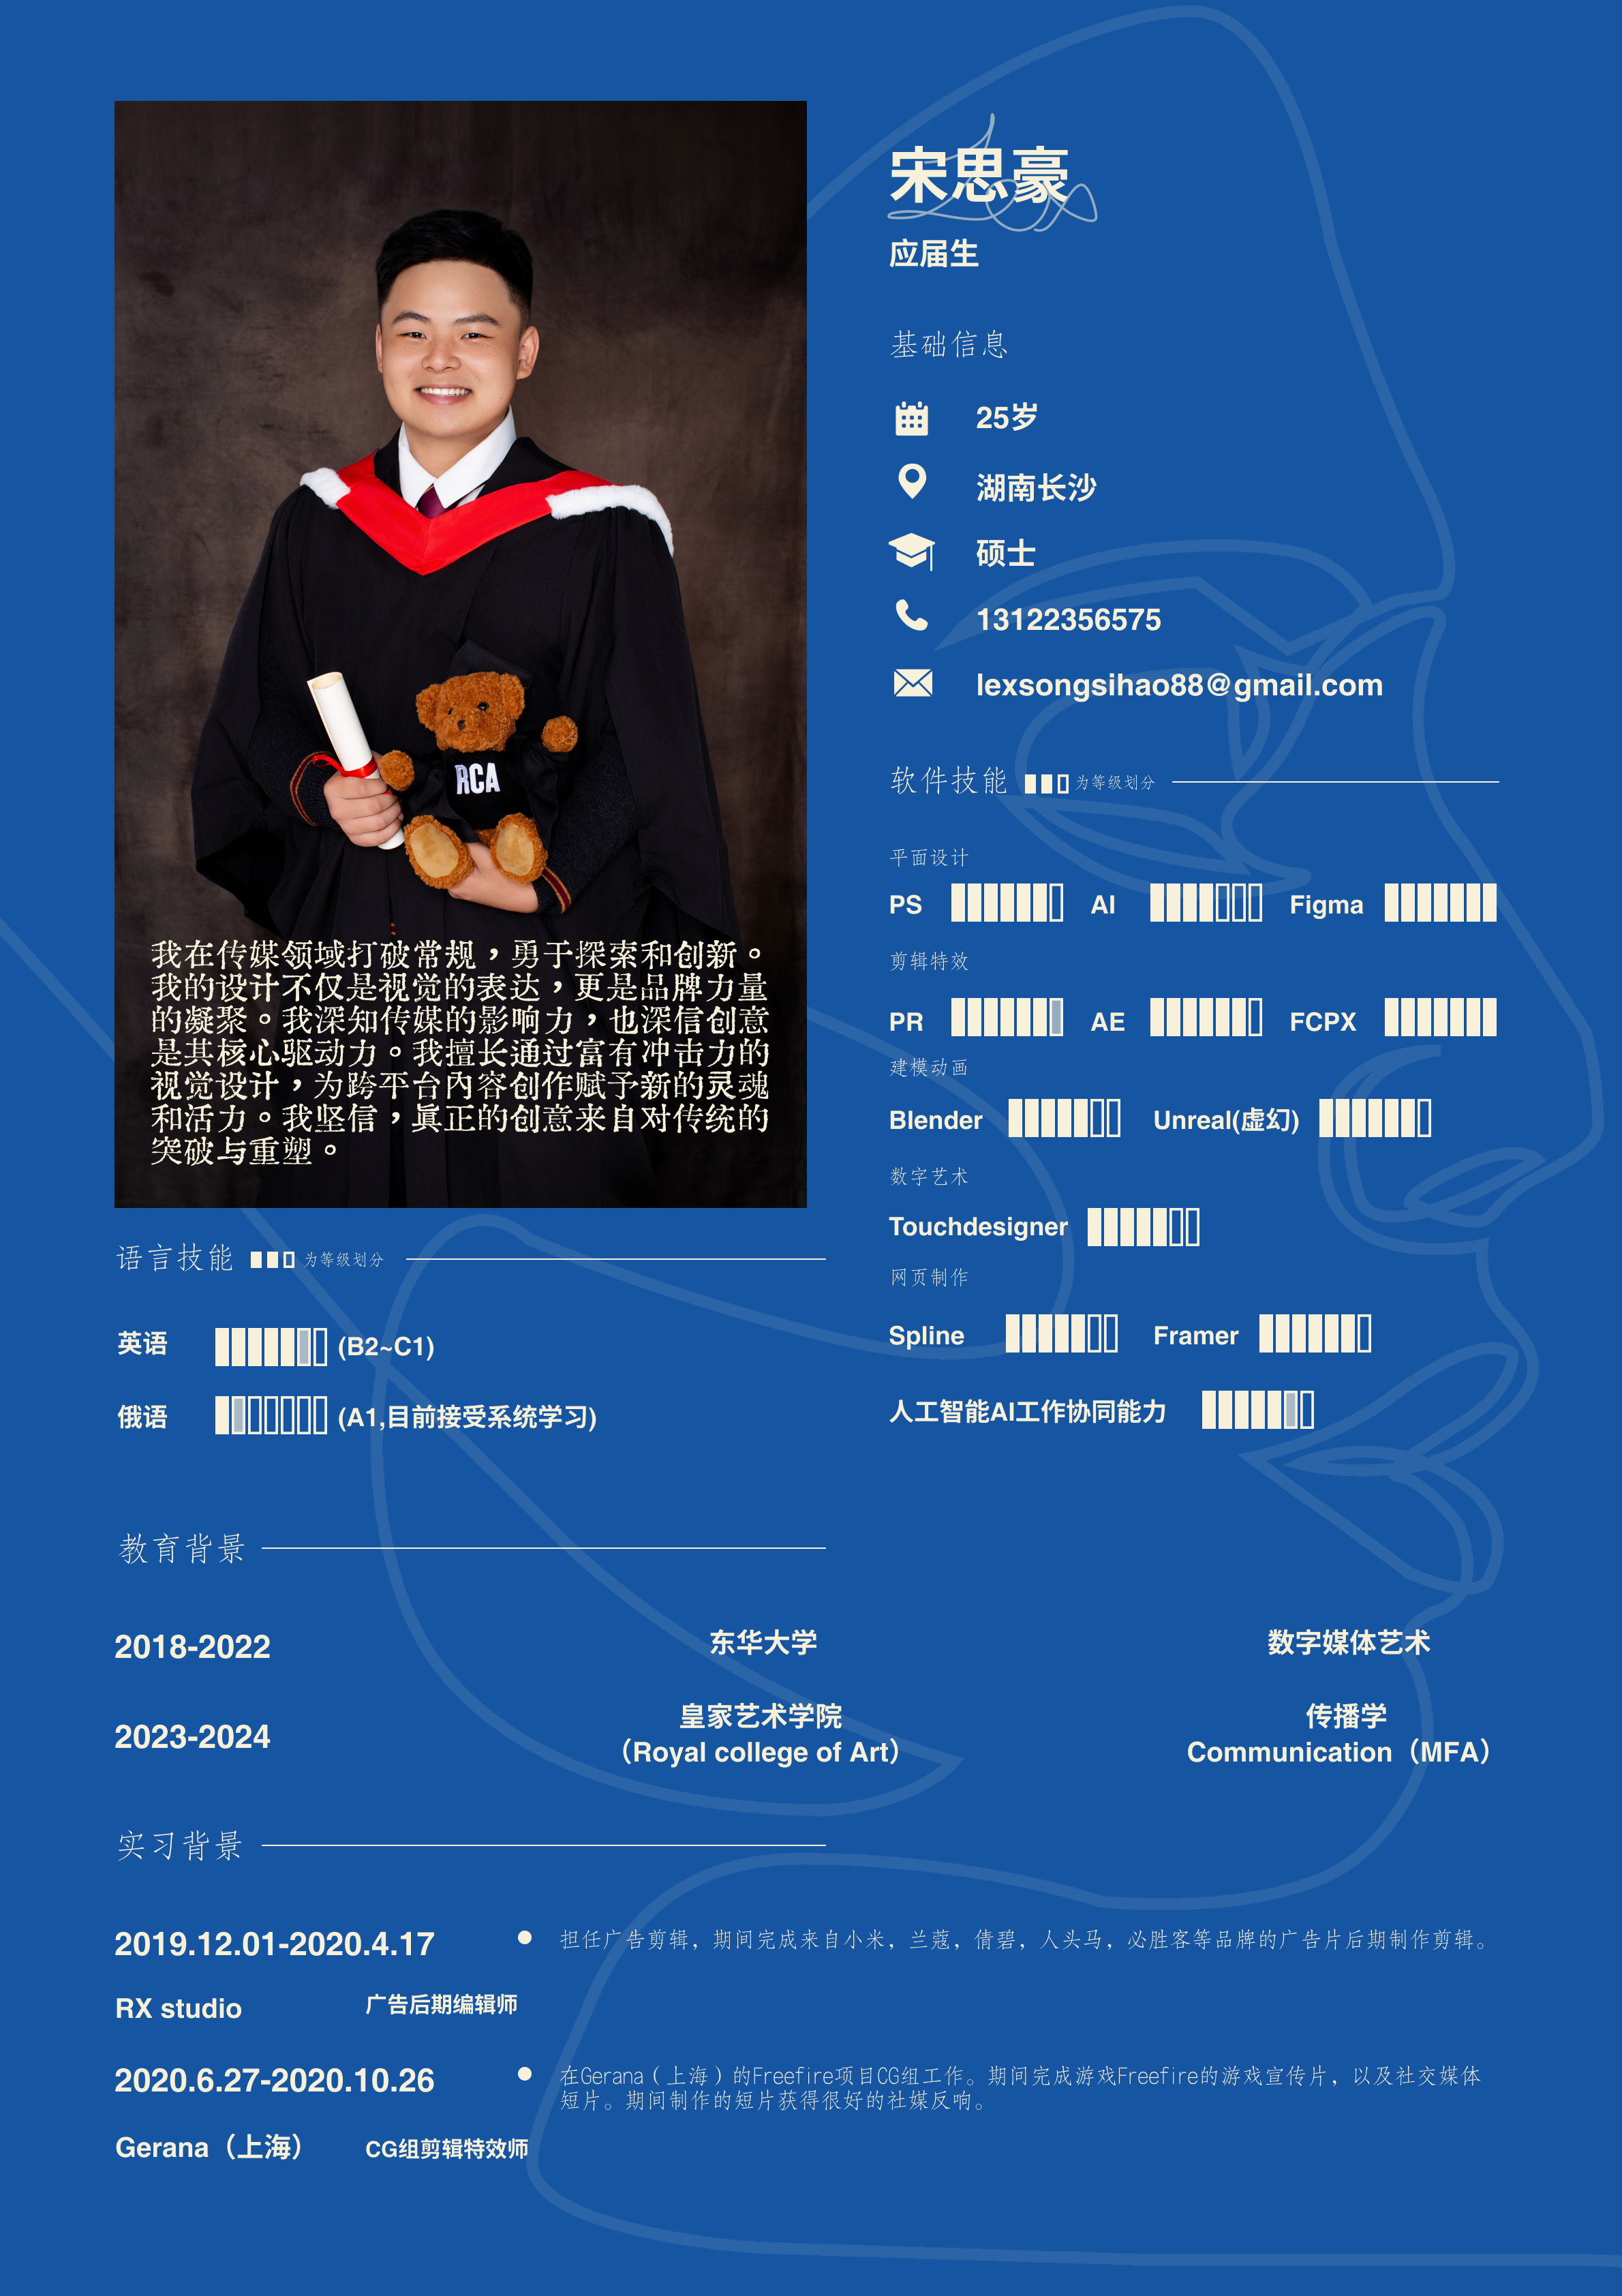 宋思豪
应届生
基础信息
25岁
湖南长沙
硕士
13122356575
lexsongsihao88@gmail.com
RCA
我在传媒领域打破常规，勇于探索和创新。
我的设计不仅是视觉的表达，更是品牌力量
的凝聚。我深知传媒的影响力，也深信创意
是其核心驱动力。我擅长通过富有冲击力的
视觉设计，为跨平台内容创作赋予新的灵魂
和活力。我坚信，真正的创意来自对传统的
突破与重塑。
软件技能 为等级划分
平面设计
PS AI Figma
剪辑特效
PR AE FCPX
建模动画
Blender Unreal(虚幻)
数字艺术
Touchdesigner
网页制作
Spline Framer
人工智能AI工作协同能力
语言技能 为等级划分
英语 (B2~C1)
俄语 (A1,目前接受系统学习)
教育背景
2018-2022 东华大学 数字媒体艺术
2023-2024 皇家艺术学院 传播学
（Royal college of Art） Communication（MFA）
实习背景
2019.12.01-2020.4.17 担任广告剪辑，期间完成来自小米，兰蔻，倩碧，人头马，必胜客等品牌的广告片后期制作剪辑。
RX studio 广告后期编辑师
2020.6.27-2020.10.26 在Gerana（上海）的Freefire项目CG组工作。期间完成游戏Freefire的游戏宣传片，以及社交媒体
短片。期间制作的短片获得很好的社媒反响。
Gerana（上海） CG组剪辑特效师